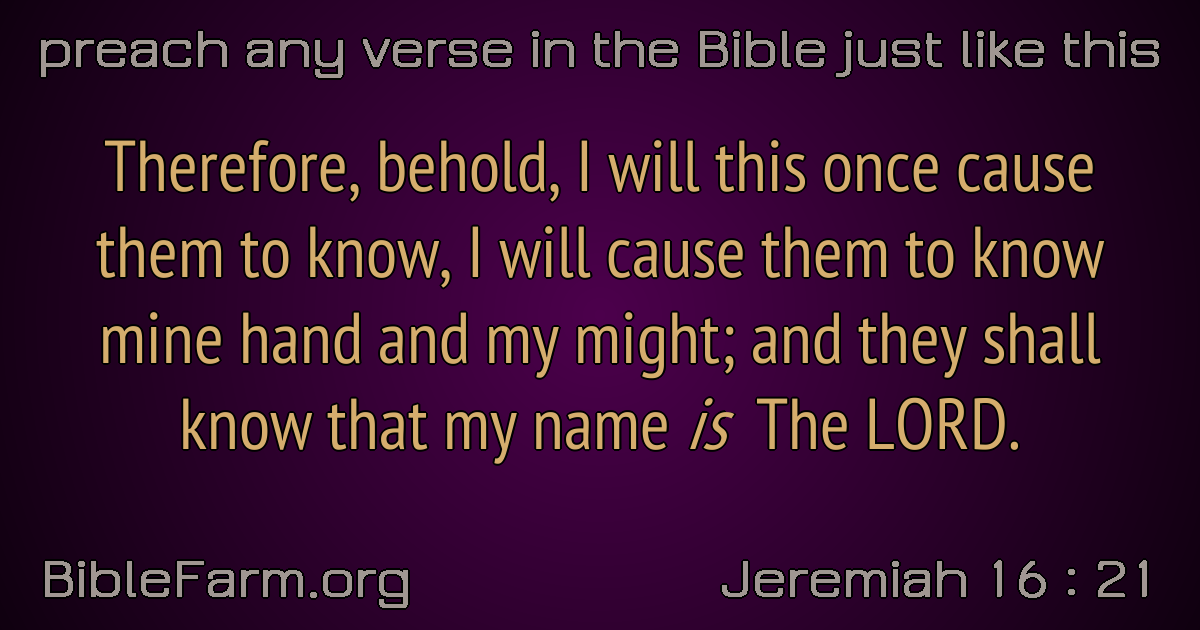 preach any verse in the Bible just like this
Therefore, behold, I will this once cause
them to know, I will cause them to know
mine hand and my might; and they shall
know that my name is The LORD.
BibleFarm.org
Jeremiah 16 : 21